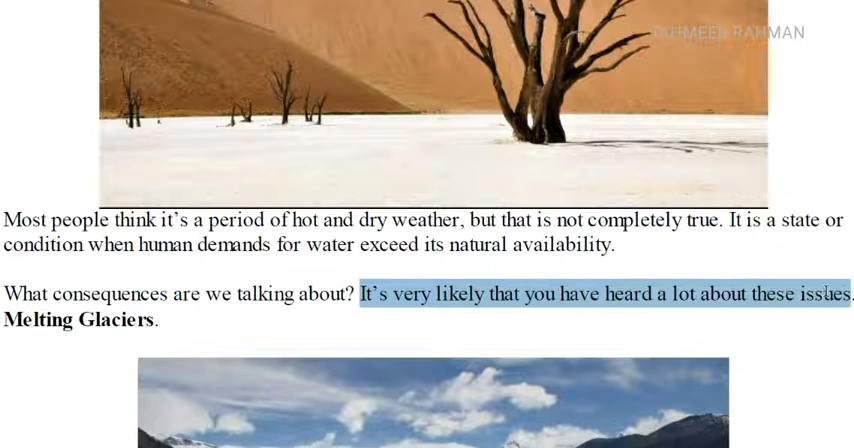 RAHMAN
Most people think it's a period of hot and dry weather, but that is not completely true. It is a state or
condition when human demands for water exceed its natural availability.
What consequences are we talking about? It's very likely that you have heard a lot about these issues.
Melting Glaciers.